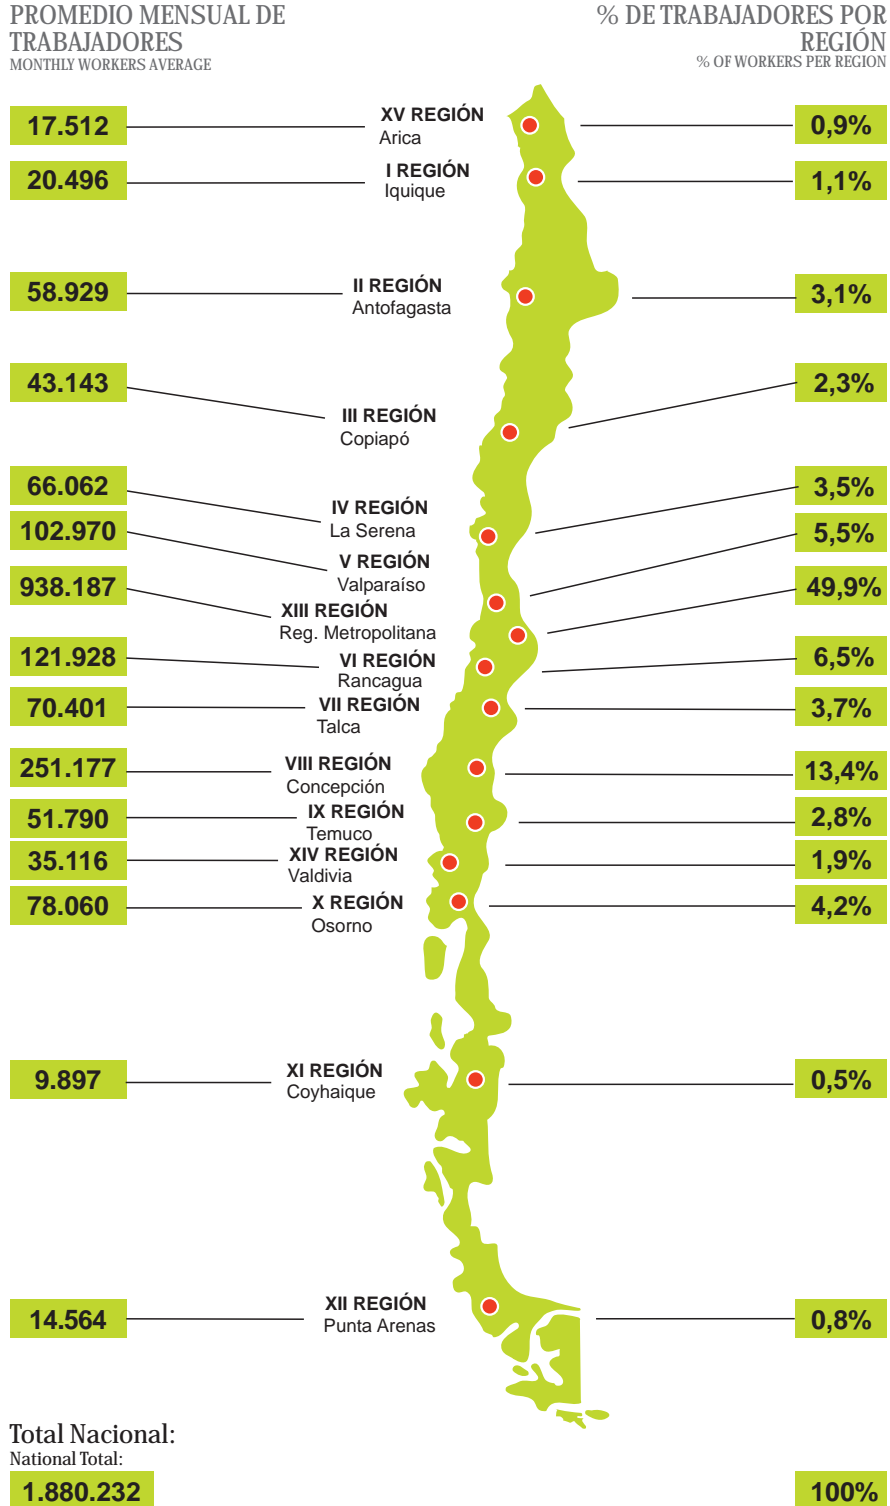 PROMEDIO MENSUAL DE
TRABAJADORES
MONTHLY WORKERS AVERAGE
% DE TRABAJADORES POR
REGIÓN
% OF WORKERS PER REGION
17.512
XV REGIÓN
Arica
0,9%
20.496
I REGIÓN
Iquique
1,1%
58.929
II REGIÓN
Antofagasta
3,1%
43.143
III REGIÓN
Copiapó
2,3%
66.062
IV REGIÓN
La Serena
3,5%
102.970
V REGIÓN
Valparaíso
5,5%
938.187
XIII REGIÓN
Reg. Metropolitana
49,9%
121.928
VI REGIÓN
Rancagua
6,5%
70.401
VII REGIÓN
Talca
3,7%
251.177
VIII REGIÓN
Concepción
13,4%
51.790
IX REGIÓN
Temuco
2,8%
35.116
XIV REGIÓN
Valdivia
1,9%
78.060
X REGIÓN
Osorno
4,2%
9.897
XI REGIÓN
Coyhaique
0,5%
14.564
XII REGIÓN
Punta Arenas
0,8%
Total Nacional:
National Total:
1.880.232
100%